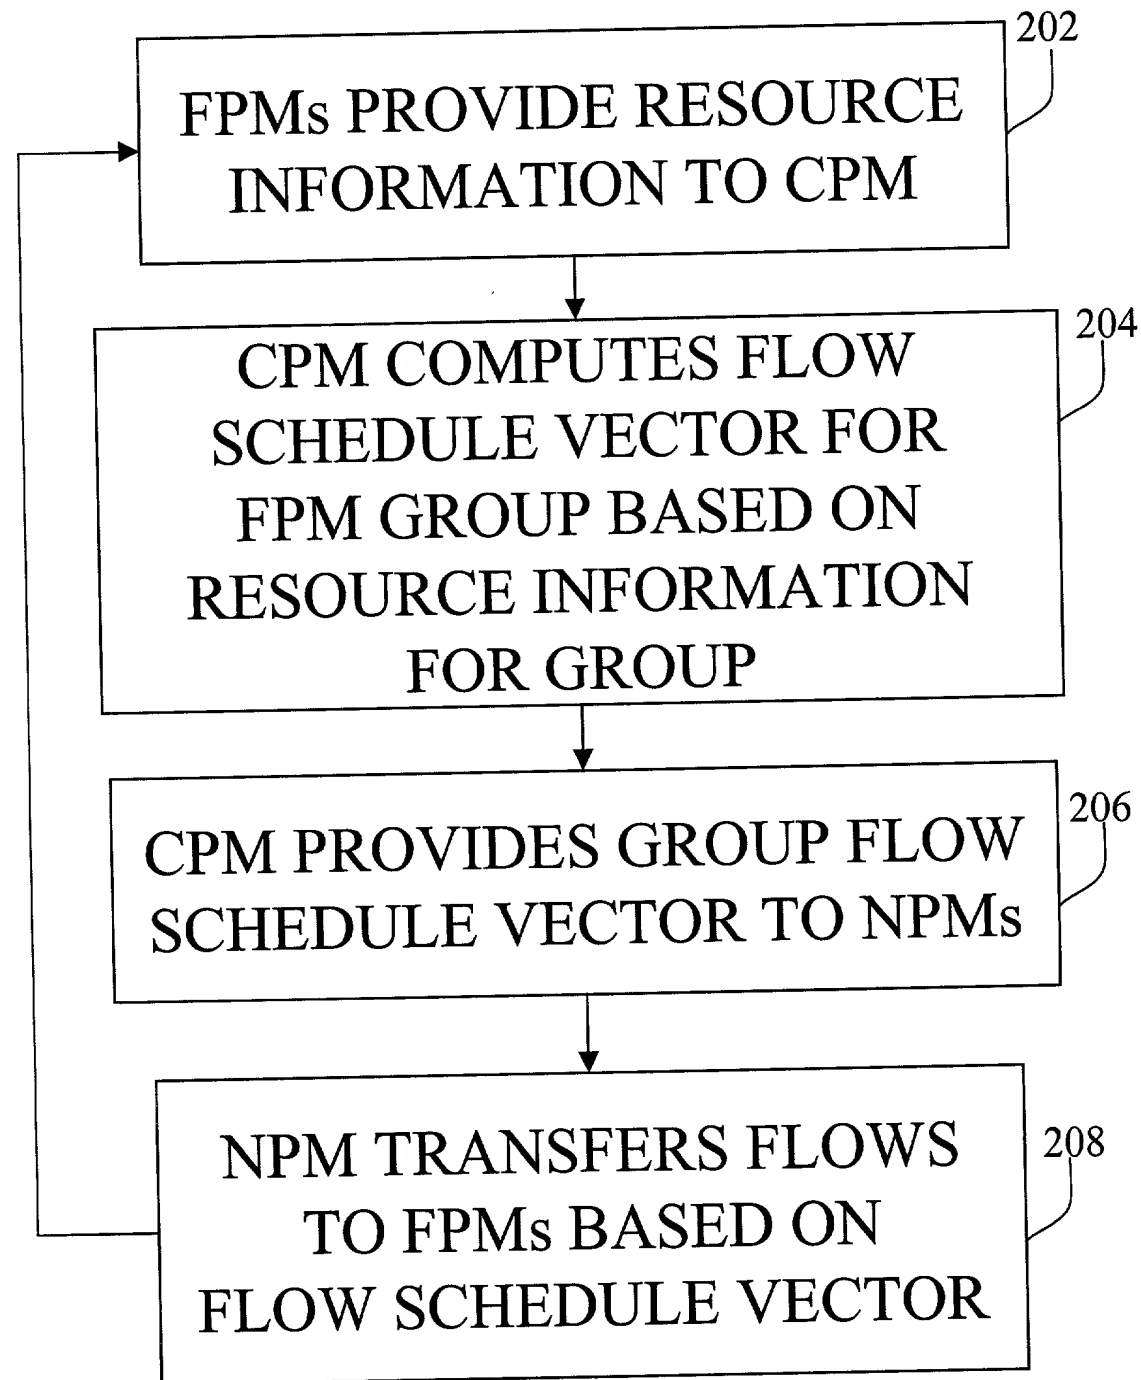 202
FPMs PROVIDE RESOURCE
INFORMATION TO CPM
204
CPM COMPUTES FLOW
SCHEDULE VECTOR FOR
FPM GROUP BASED ON
RESOURCE INFORMATION
FOR GROUP
206
CPM PROVIDES GROUP FLOW
SCHEDULE VECTOR TO NPMs
208
NPM TRANSFERS FLOWS
TO FPMs BASED ON
FLOW SCHEDULE VECTOR